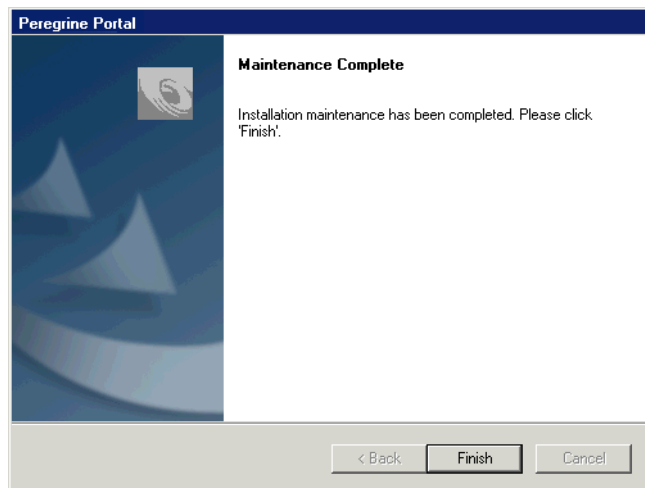 Peregrine Portal
Maintenance Complete
Installation maintenance has been completed. Please click
'Finish'.
< Back
Finish
Cancel